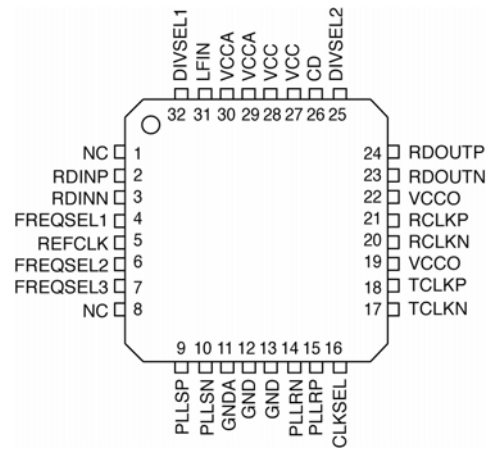 DIVSEL1
LFIN
VCCA
VCCA
VCC
VCC
CD
DIVSEL2
32 31 30 29 28 27 26 25
NC 1
RDINP 2
RDINN 3
FREQSEL1 4
REFCLK 5
FREQSEL2 6
FREQSEL3 7
NC 8
24 RDOUTP
23 RDOUTN
22 VCCO
21 RCLKP
20 RCLKN
19 VCCO
18 TCLKP
17 TCLKN
9 10 11 12 13 14 15 16
PLLSP
PLLSN
GNDA
GND
GND
PLLRN
PLLRP
CLKSEL